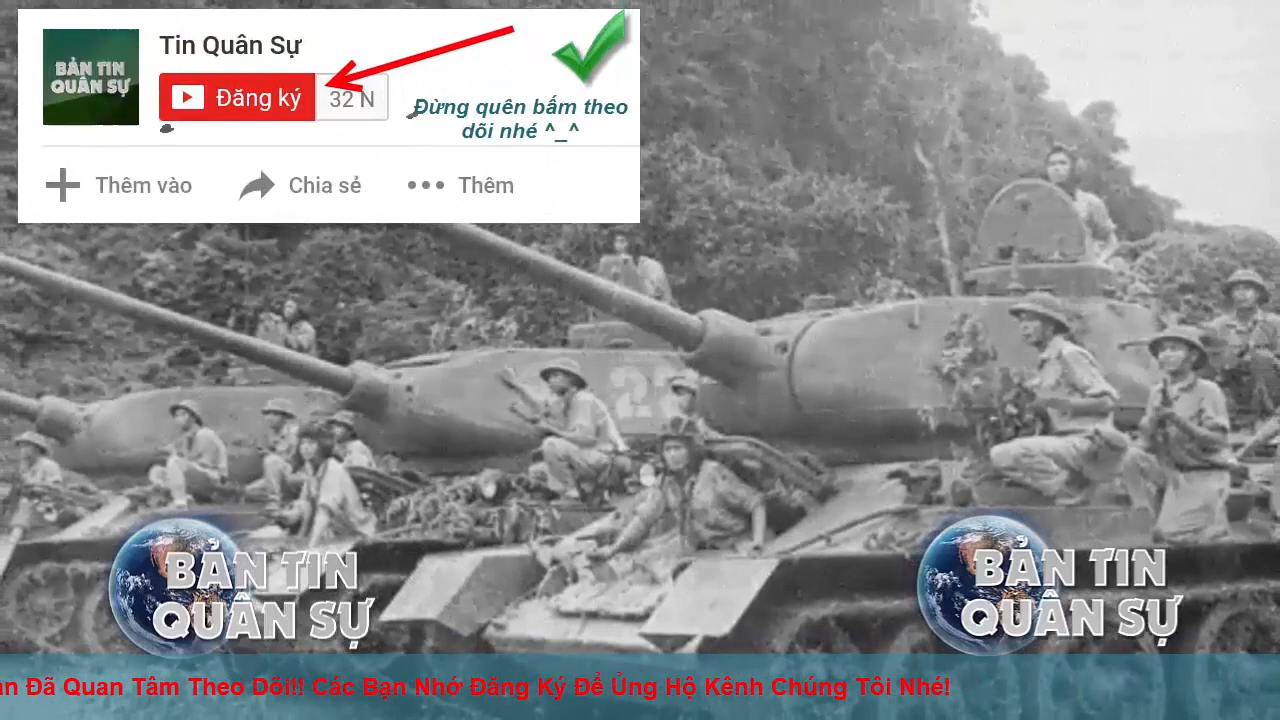 BẢN TIN
QUÂN SỰ
Tin Quân Sự
Đăng ký
32 N
Đừng quên bấm theo
dõi nhé ^_^
Thêm vào
Chia sẻ
Thêm
BẢN TIN
QUÂN SỰ
BẢN TIN
QUÂN SỰ
Đã Quan Tâm Theo Dõi!! Các Bạn Nhớ Đăng Ký Để Ủng Hộ Kênh Chúng Tôi Nhé!